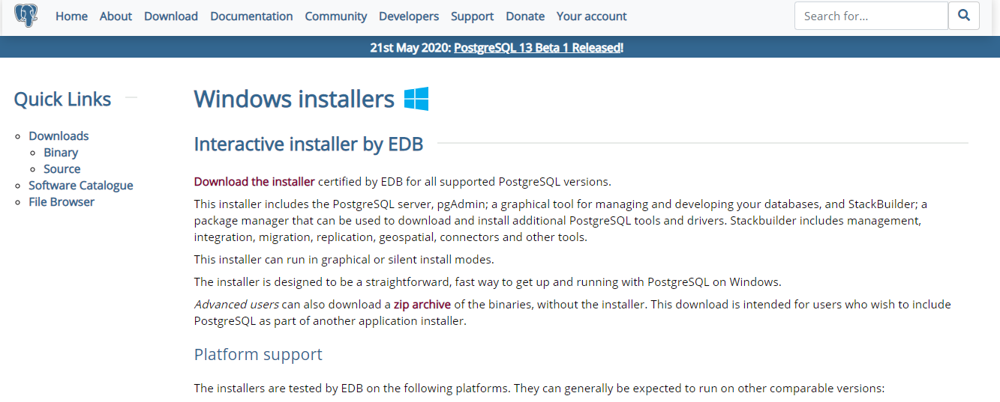 Home About Download Documentation Community Developers Support Donate Your account Search for...
21st May 2020: PostgreSQL 13 Beta 1 Released!
Quick Links
Downloads
Binary
Source
Software Catalogue
File Browser
Windows installers
Interactive installer by EDB
Download the installer certified by EDB for all supported PostgreSQL versions.
This installer includes the PostgreSQL server, pgAdmin; a graphical tool for managing and developing your databases, and StackBuilder; a
package manager that can be used to download and install additional PostgreSQL tools and drivers. Stackbuilder includes management,
integration, migration, replication, geospatial, connectors and other tools.
This installer can run in graphical or silent install modes.
The installer is designed to be a straightforward, fast way to get up and running with PostgreSQL on Windows.
Advanced users can also download a zip archive of the binaries, without the installer. This download is intended for users who wish to include
PostgreSQL as part of another application installer.
Platform support
The installers are tested by EDB on the following platforms. They can generally be expected to run on other comparable versions: